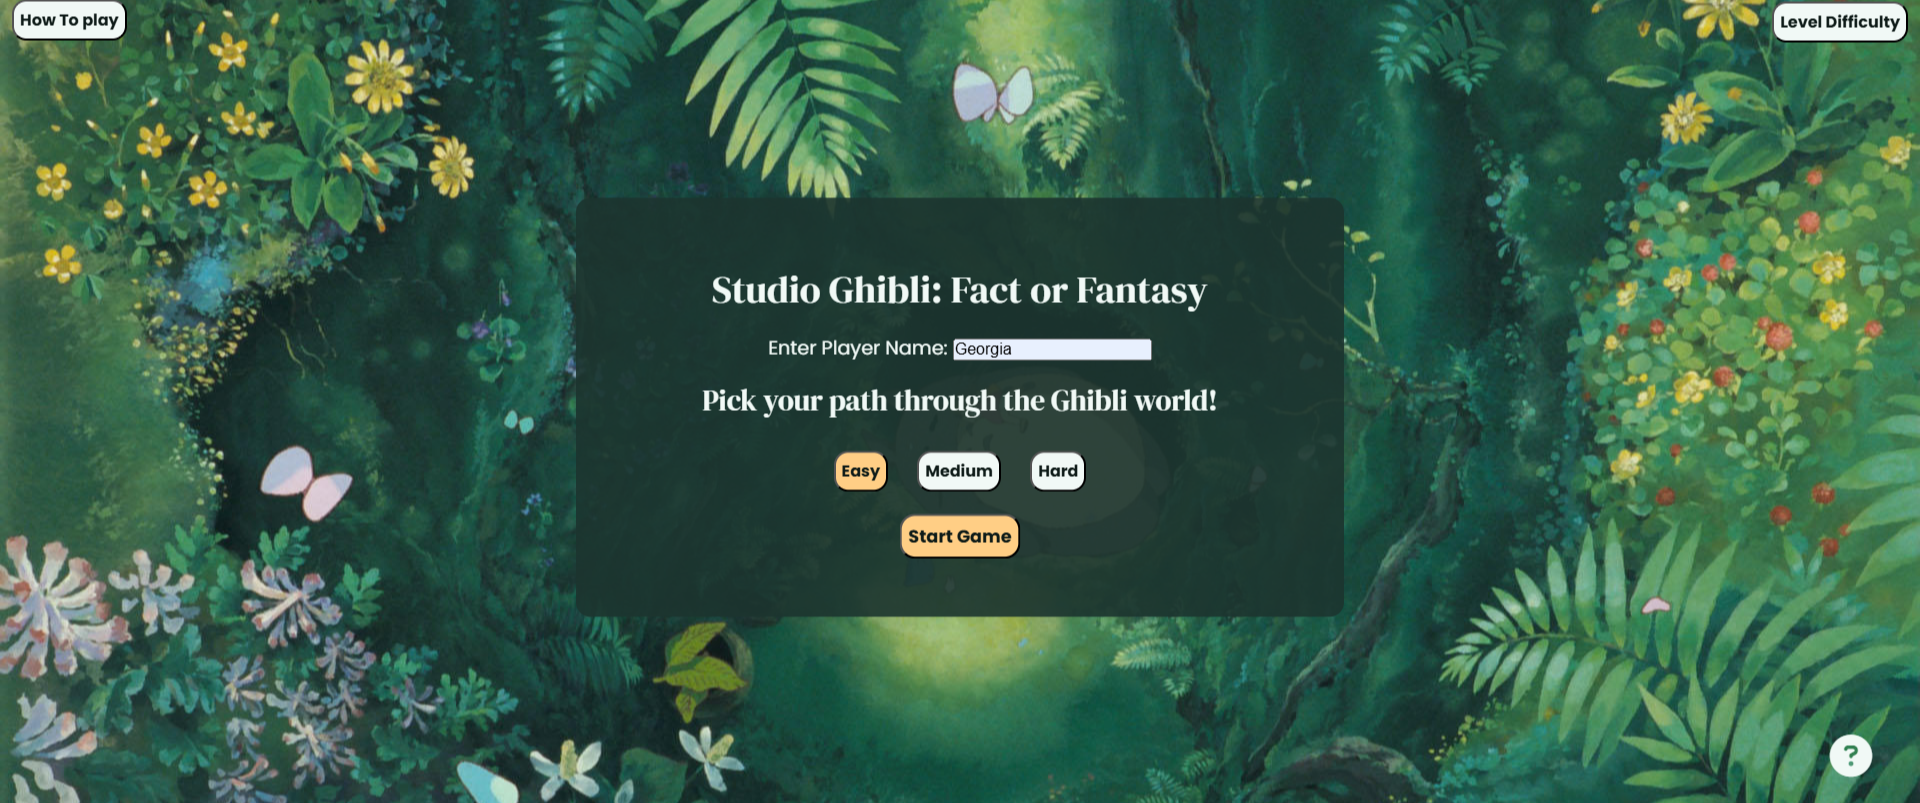 How To play
Level Difficulty
Studio Ghibli: Fact or Fantasy
Enter Player Name: Georgia
Pick your path through the Ghibli world!
Easy Medium Hard
Start Game
?